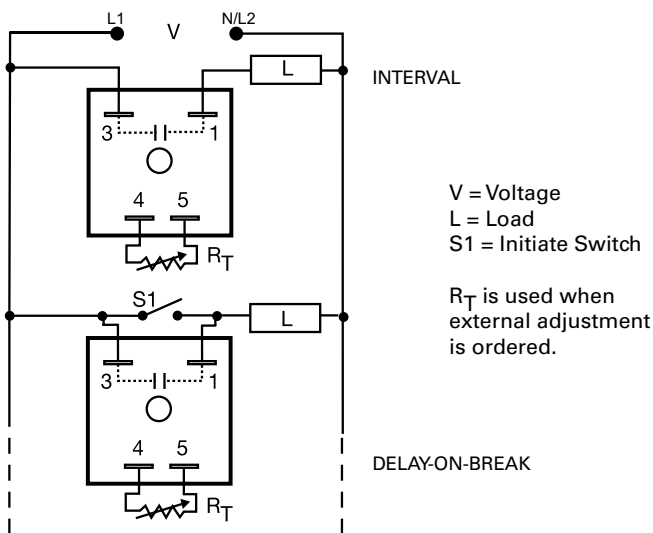 L1 V N/L2
L
INTERVAL
3 1
4 5
RT
V = Voltage
L = Load
S1 = Initiate Switch
RT is used when
external adjustment
is ordered.
S1
L
3 1
4 5
RT
DELAY-ON-BREAK